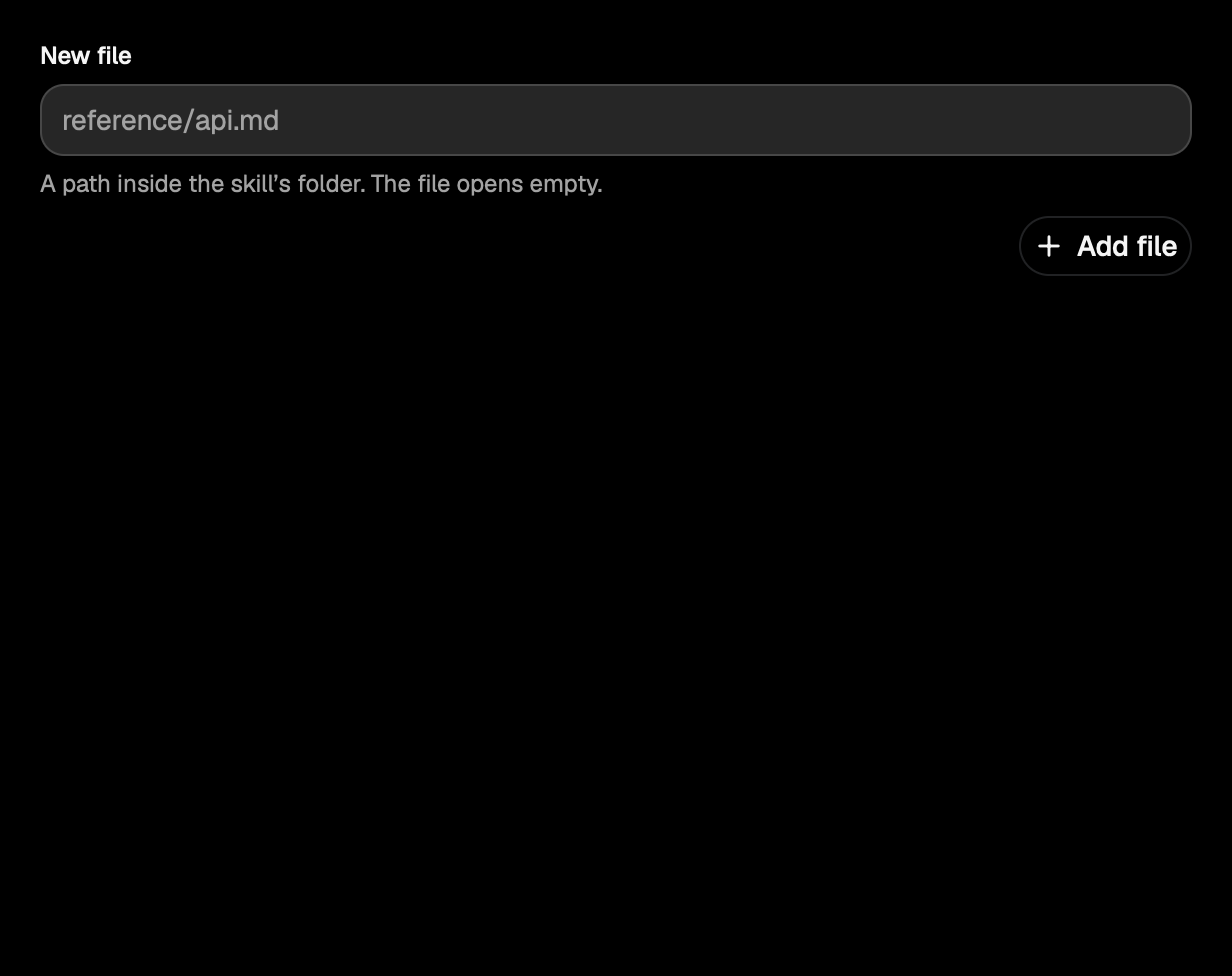 New file
reference/api.md
A path inside the skill’s folder. The file opens empty.
Add file